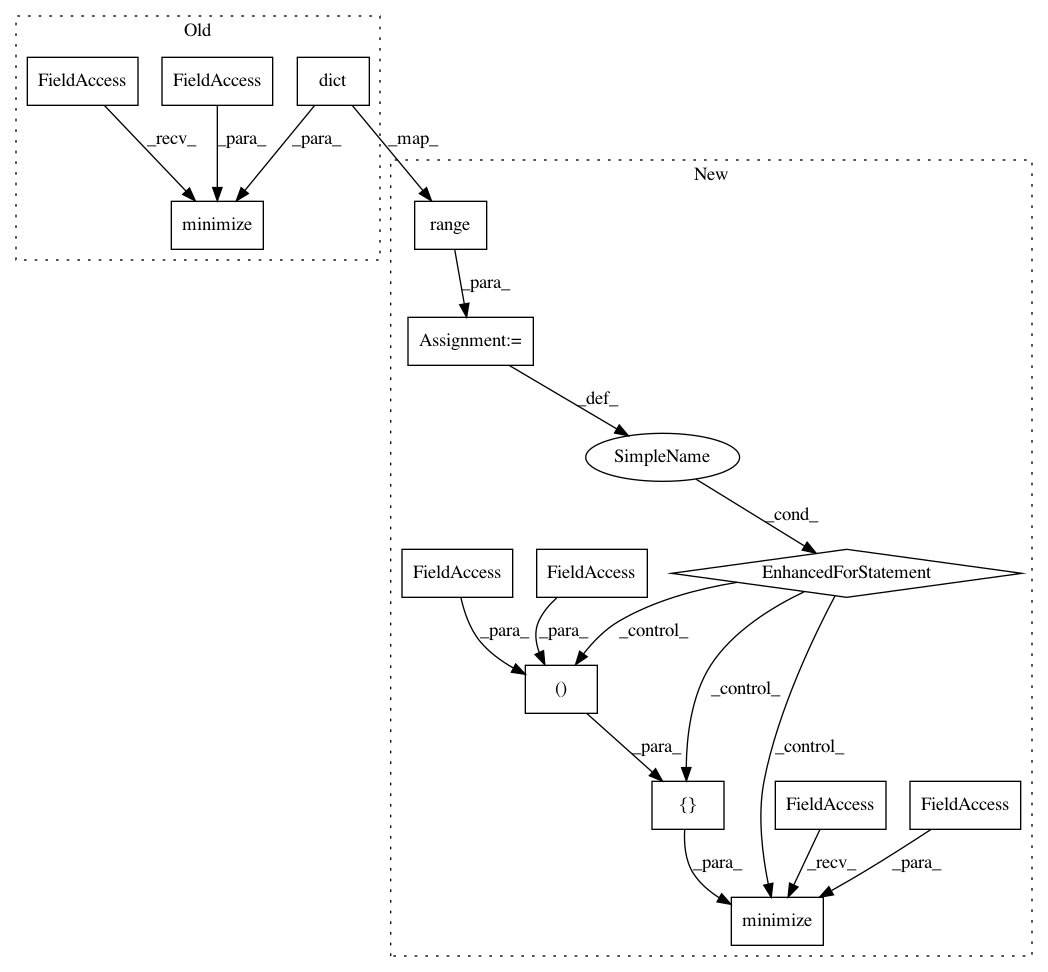 Old
FieldAccess FieldAccess dict
_recv_ _para_ _para_ _map_
New
minimize range
_para_
Assignment:=
_def_
SimpleName
_cond_
FieldAccess FieldAccess EnhancedForStatement
_para_ _para_ _control_
() _control_
_para_ _control_
{} FieldAccess FieldAccess
_para_ _recv_ _para_
minimize